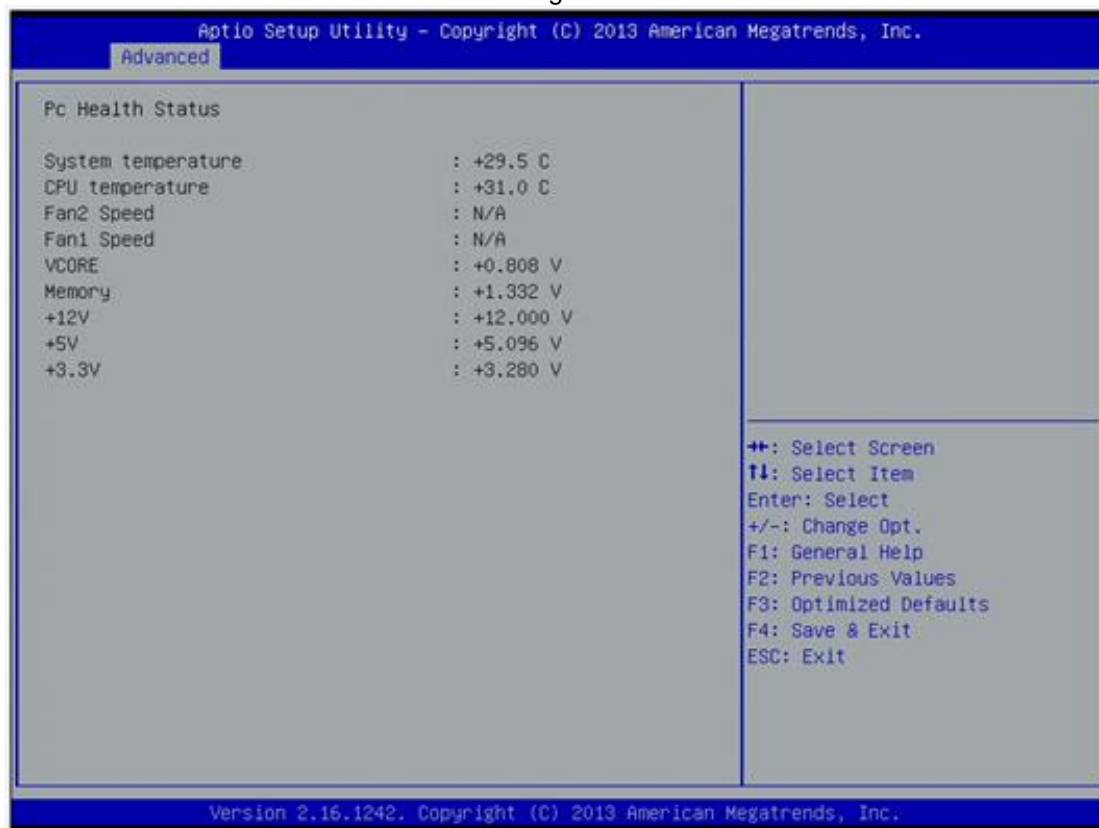 Aptio Setup Utility – Copyright (C) 2013 American Megatrends, Inc.
Advanced
Pc Health Status
System temperature : +29.5 C
CPU temperature : +31.0 C
Fan2 Speed : N/A
Fan1 Speed : N/A
VCORE : +0.808 V
Memory : +1.332 V
+12V : +12.000 V
+5V : +5.096 V
+3.3V : +3.280 V
→←: Select Screen
↑↓: Select Item
Enter: Select
+/-: Change Opt.
F1: General Help
F2: Previous Values
F3: Optimized Defaults
F4: Save & Exit
ESC: Exit
Version 2.16.1242. Copyright (C) 2013 American Megatrends, Inc.